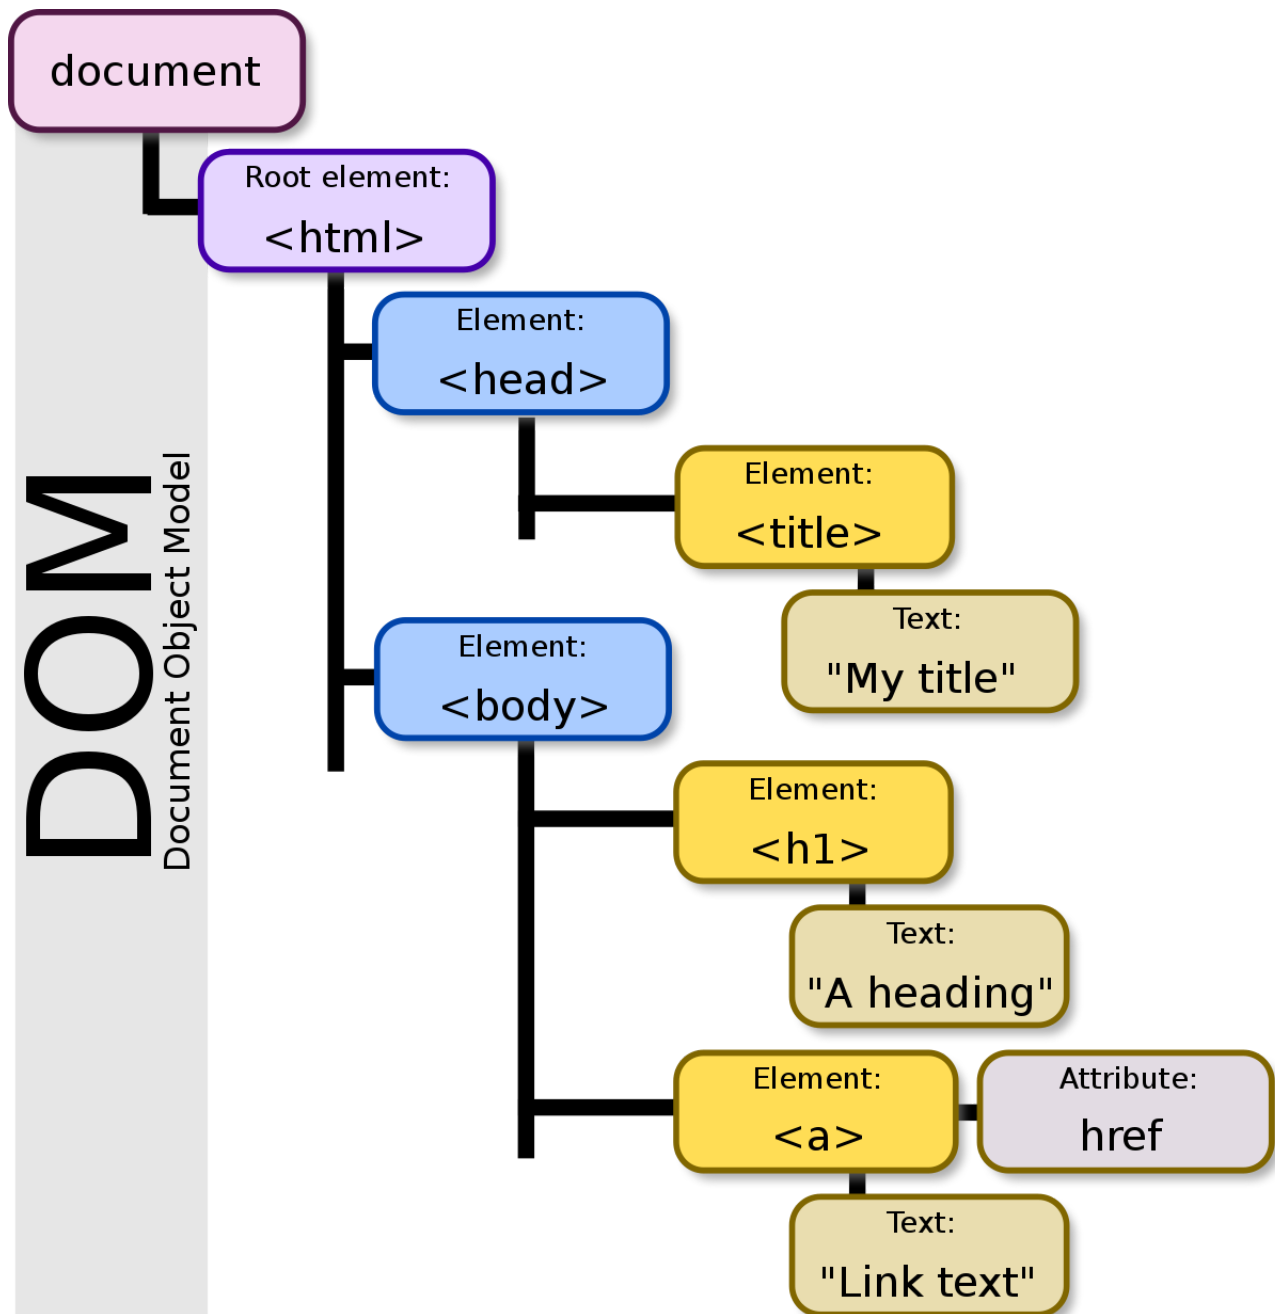 document
Root element:
<html>
Element:
<head>
Element:
<title>
Text:
"My title"
Element:
<body>
Element:
<h1>
Text:
"A heading"
Element:
<a>
Attribute:
href
Text:
"Link text"
DOM
Document Object Model